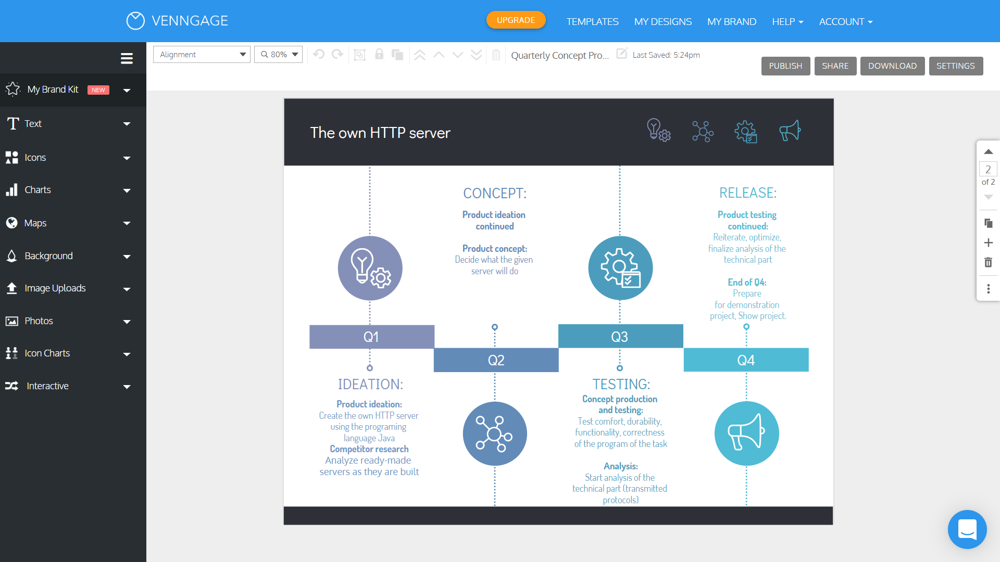 VENNGAGE
UPGRADE
TEMPLATES
MY DESIGNS
MY BRAND
HELP
ACCOUNT
Alignment
80%
Quarterly Concept Pro...
Last Saved: 5:24pm
PUBLISH
SHARE
DOWNLOAD
SETTINGS
My Brand Kit
NEW
Text
Icons
Charts
Maps
Background
Image Uploads
Photos
Icon Charts
Interactive
The own HTTP server
CONCEPT:
Product ideation
continued
Product concept:
Decide what the given
server will do
RELEASE:
Product testing
continued:
Reiterate, optimize,
finalize analysis of the
technical part
End of Q4:
Prepare
for demonstration
project, Show project.
Q1
Q2
Q3
Q4
IDEATION:
Product ideation:
Create the own HTTP server
using the programing
language Java
Competitor research
Analyze ready-made
servers as they are built
TESTING:
Concept production
and testing:
Test comfort, durability,
functionality, correctness
of the program of the task
Analysis:
Start analysis of the
technical part (transmitted
protocols)
2
of 2